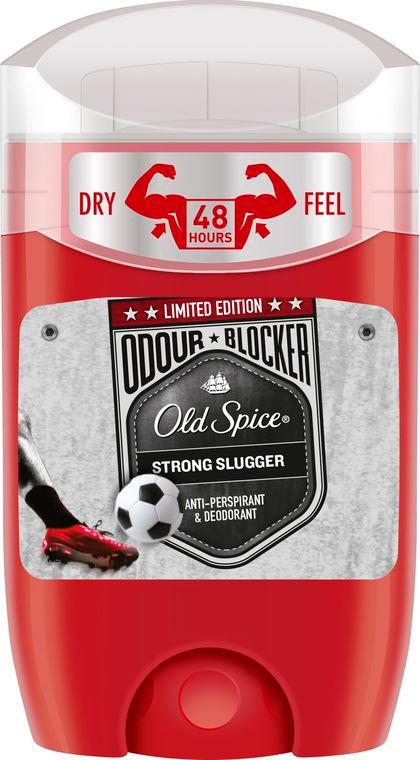 DRY
48
HOURS
FEEL
★ ★ LIMITED EDITION ★ ★
ODOUR ★ BLOCKER
Old Spice®
STRONG SLUGGER
ANTI-PERSPIRANT
& DEODORANT